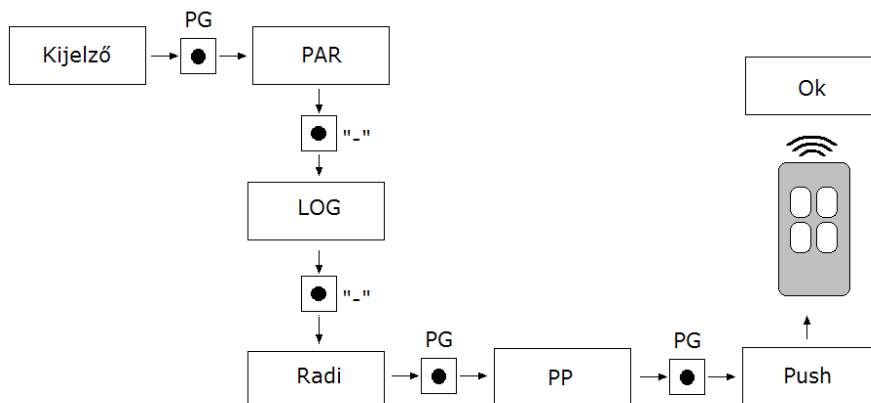 PG
Kijelző
PAR
Ok
"-"
LOG
"-"
PG
PG
Radi
PP
Push